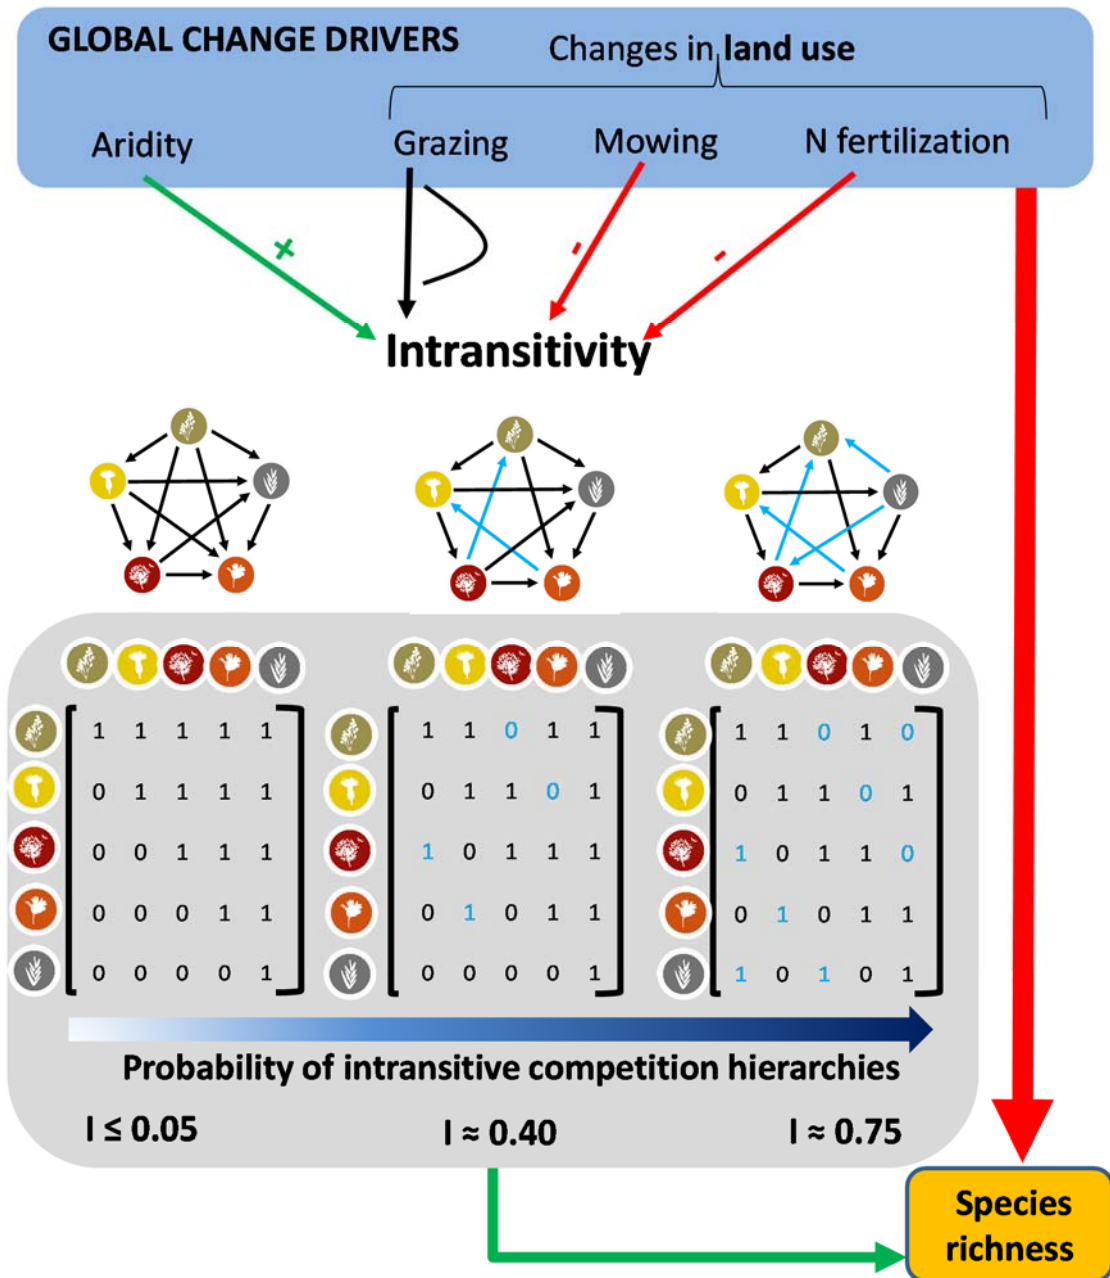 GLOBAL CHANGE DRIVERS
Changes in land use
Aridity
Grazing
Mowing
N fertilization
+
-
-
Intransitivity
1 1 1 1 1
0 1 1 1 1
0 0 1 1 1
0 0 0 1 1
0 0 0 0 1
1 1 0 1 1
0 1 1 0 1
1 0 1 1 1
0 1 0 1 1
0 0 0 0 1
1 1 0 1 0
0 1 1 0 1
1 0 1 1 0
0 1 0 1 1
1 0 1 0 1
Probability of intransitive competition hierarchies
I ≤ 0.05
I ≈ 0.40
I ≈ 0.75
Species
richness